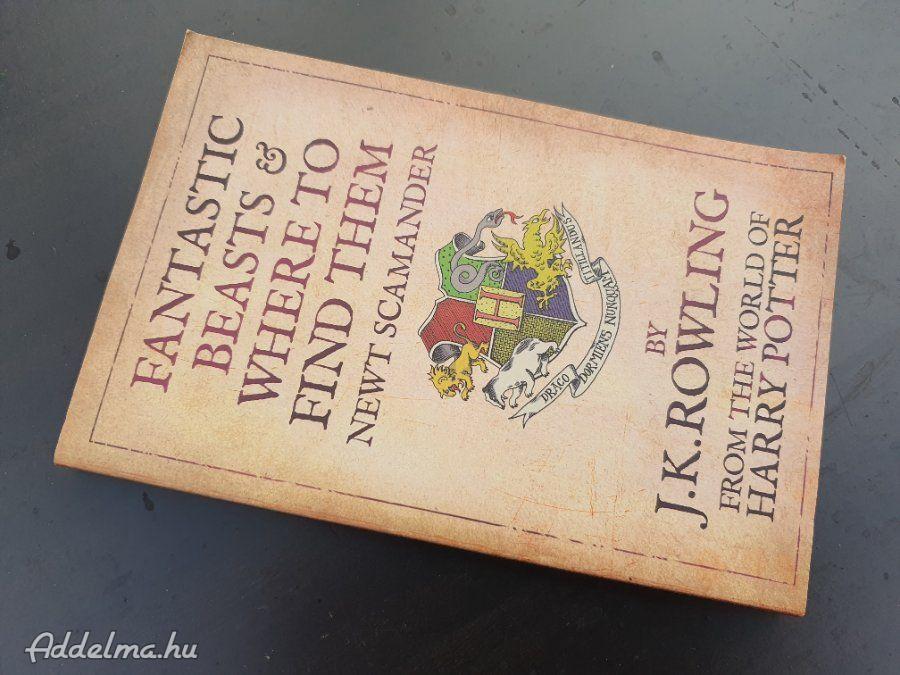 FANTASTIC
BEASTS &
WHERE TO
FIND THEM
NEWT SCAMANDER
H
DRACO DORMIENS NUNQUAM TITILLANDUS
BY
J.K.ROWLING
FROM THE WORLD OF
HARRY POTTER
Addelma.hu